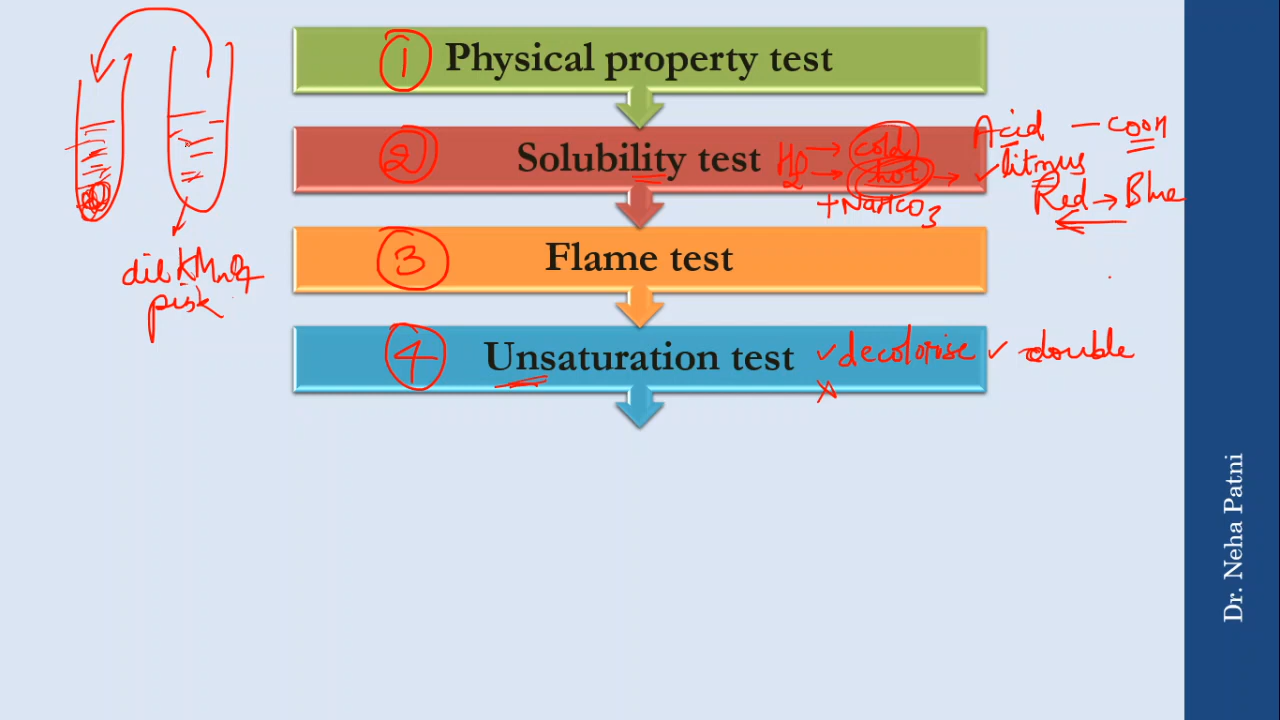 ① Physical property test
② Solubility test
H2O → cold
→ hot → ✓ litmus
+ NaHCO3
Acid – COOH
Red → Blue
③ Flame test
dil KMnO4
pink
④ Unsaturation test ✓ decolorise ✓ double
x
Dr. Neha Patni